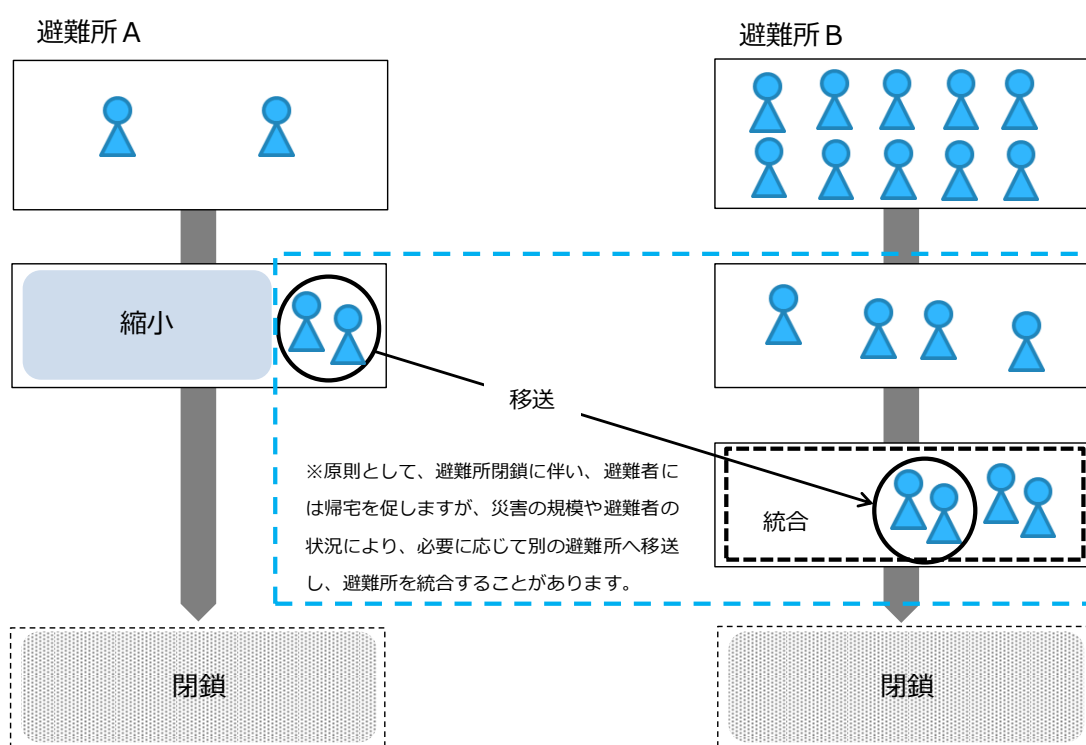 避難所A
避難所B
縮小
移送
※原則として、避難所閉鎖に伴い、避難者に
は帰宅を促しますが、災害の規模や避難者の
状況により、必要に応じて別の避難所へ移送
し、避難所を統合することがあります。
統合
閉鎖
閉鎖